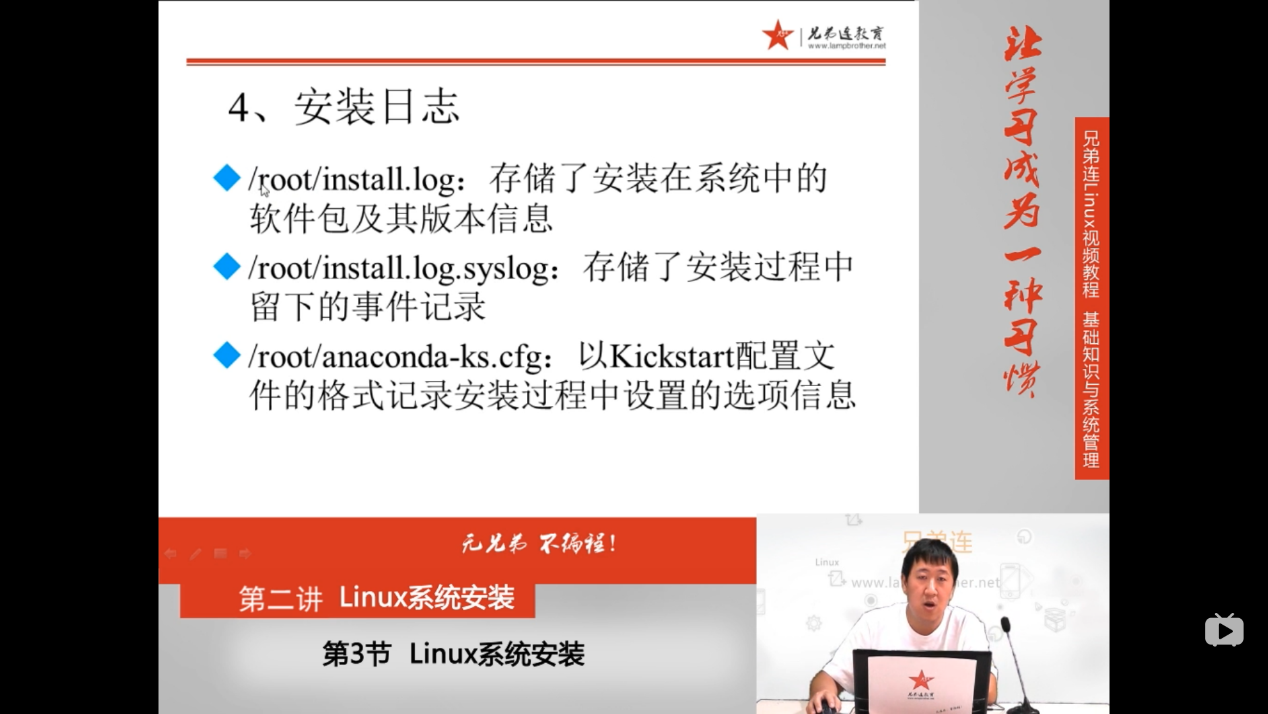 兄弟连教育
www.lampbrother.net
4、安装日志
/root/install.log：存储了安装在系统中的
软件包及其版本信息
/root/install.log.syslog：存储了安装过程中
留下的事件记录
/root/anaconda-ks.cfg：以Kickstart配置文
件的格式记录安装过程中设置的选项信息
让学习成为一种习惯
兄弟连Linux视频教程 基础知识与系统管理
无兄弟 不编程！
第二讲 Linux系统安装
第3节 Linux系统安装
兄弟连
Linux